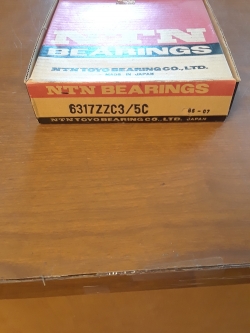 NTN
BEARINGS
NTN TOYO BEARING CO., LTD.
MADE IN JAPAN
NTN BEARINGS
6317ZZC3/5C
NTN TOYO BEARING CO., LTD. JAPAN